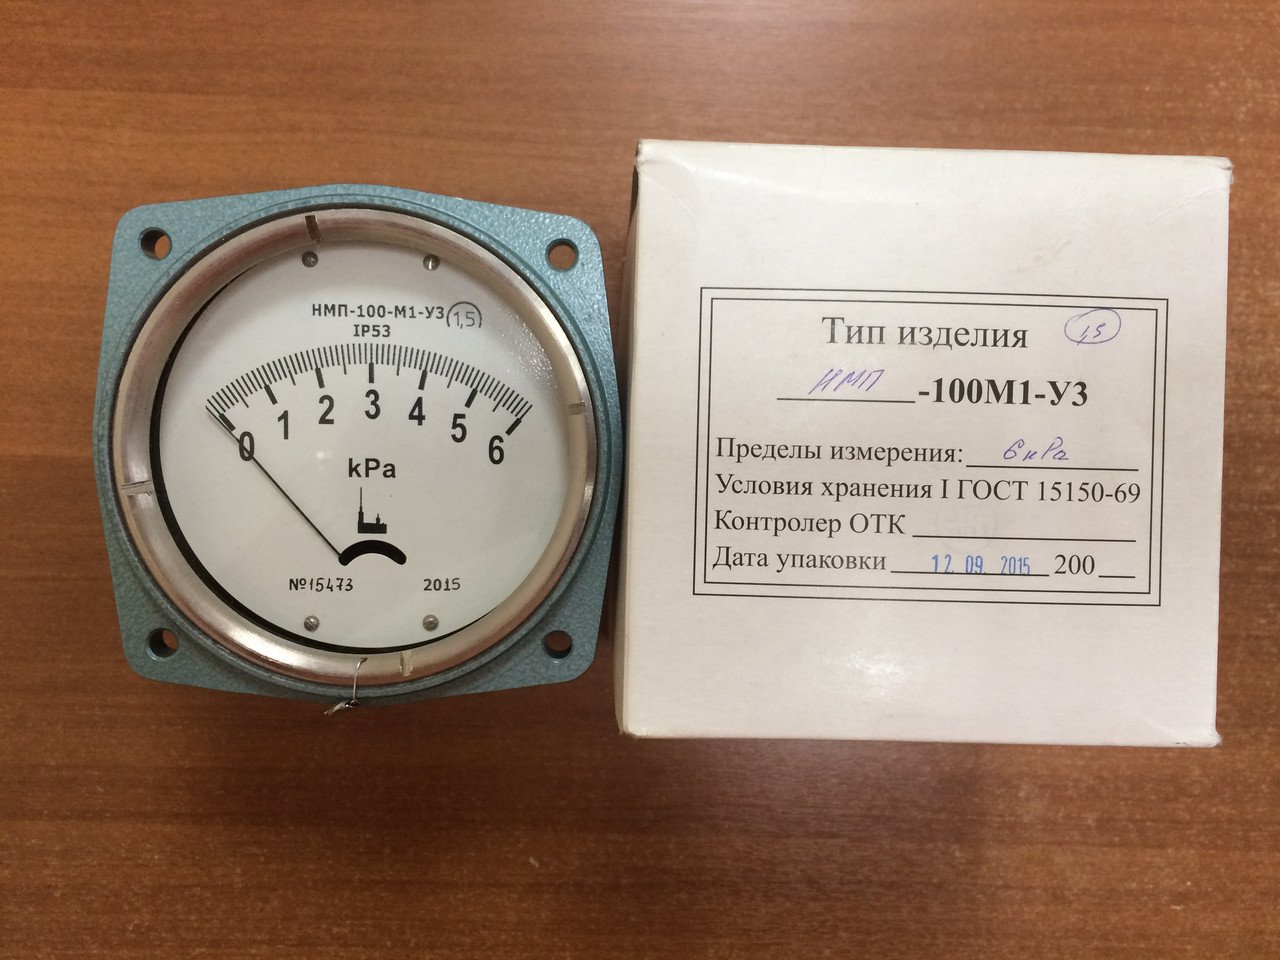 НМП-100-М1-У3 1,5
IP53
0 1 2 3 4 5 6
kPa
№15473 2015
Тип изделия 1,5
НМП -100М1-У3
Пределы измерения: 6 кРа
Условия хранения I ГОСТ 15150-69
Контролер ОТК
Дата упаковки 12. 09. 2015 200